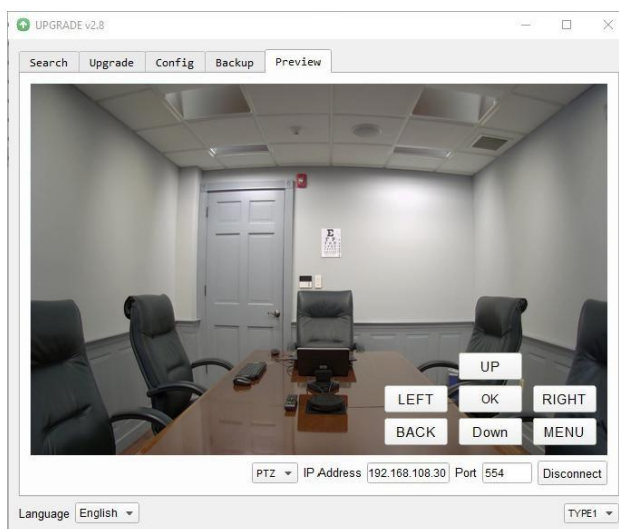 UPGRADE v2.8
Search Upgrade Config Backup Preview
E
UP
LEFT OK RIGHT
BACK Down MENU
PTZ IP Address 192.168.108.30 Port 554 Disconnect
Language English TYPE1